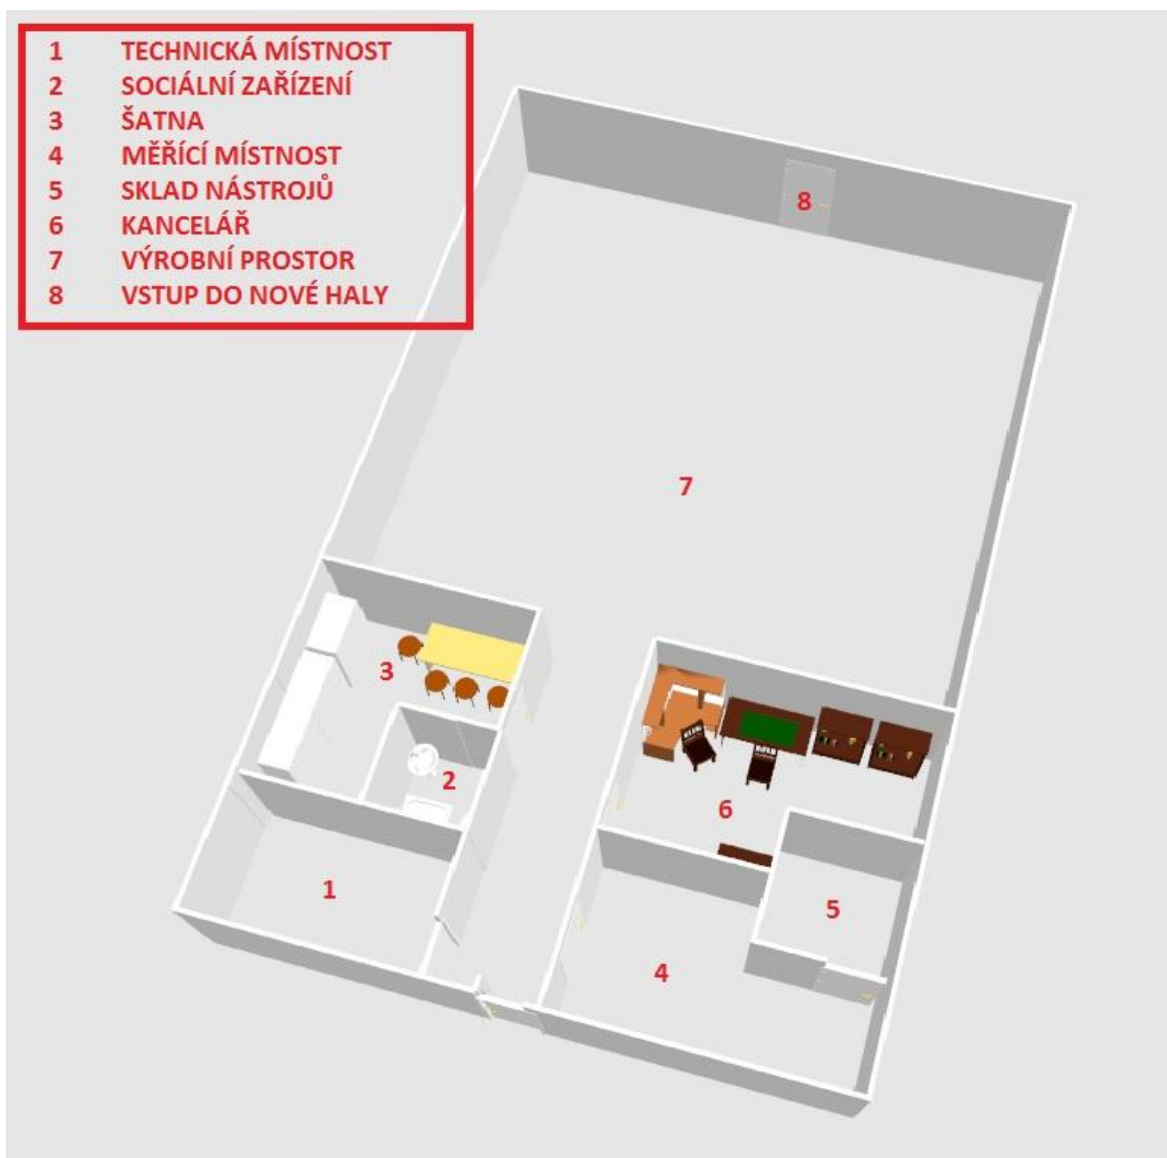 1 TECHNICKÁ MÍSTNOST
2 SOCIÁLNÍ ZAŘÍZENÍ
3 ŠATNA
4 MĚŘÍCÍ MÍSTNOST
5 SKLAD NÁSTROJŮ
6 KANCELÁŘ
7 VÝROBNÍ PROSTOR
8 VSTUP DO NOVÉ HALY
8
7
3
2
6
1
5
4